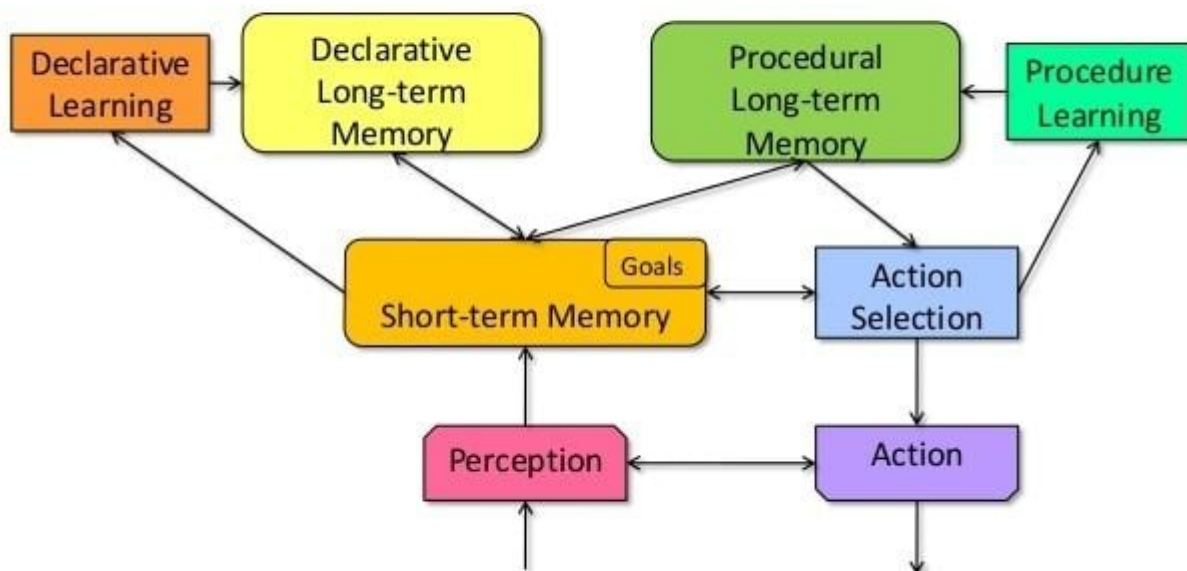 Declarative
Learning
Declarative
Long-term
Memory
Procedural
Long-term
Memory
Procedure
Learning
Goals
Short-term Memory
Action
Selection
Perception
Action